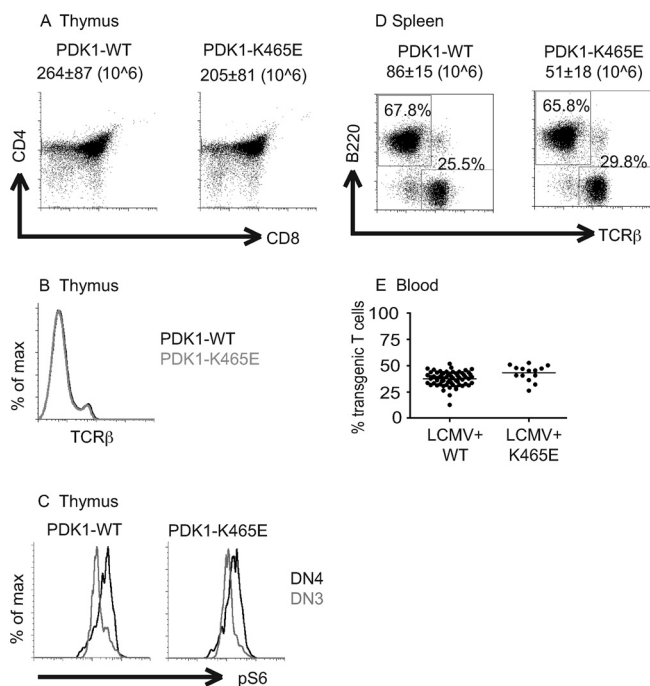 A Thymus
PDK1-WT
264±87 (10^6)
PDK1-K465E
205±81 (10^6)
CD4
CD8
B Thymus
% of max
PDK1-WT
PDK1-K465E
TCRβ
C Thymus
PDK1-WT
PDK1-K465E
% of max
DN4
DN3
pS6
D Spleen
PDK1-WT
86±15 (10^6)
PDK1-K465E
51±18 (10^6)
67.8%
25.5%
65.8%
29.8%
B220
TCRβ
E Blood
% transgenic T cells
100
75
50
25
0
LCMV+
WT
LCMV+
K465E